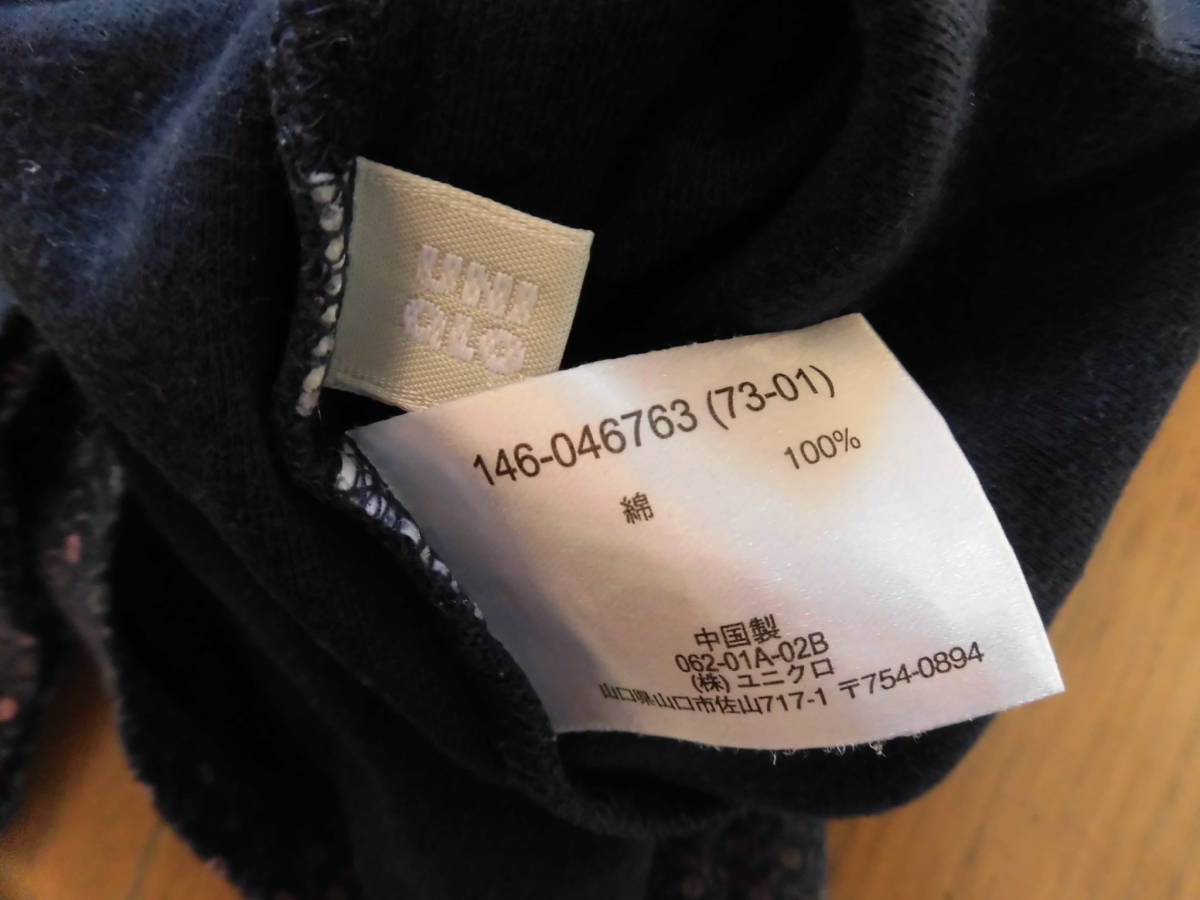 UNI
QLO
146-046763 (73-01)
綿 100%
中国製
062-01A-02B
(株) ユニクロ
山口県山口市佐山717-1 〒754-0894